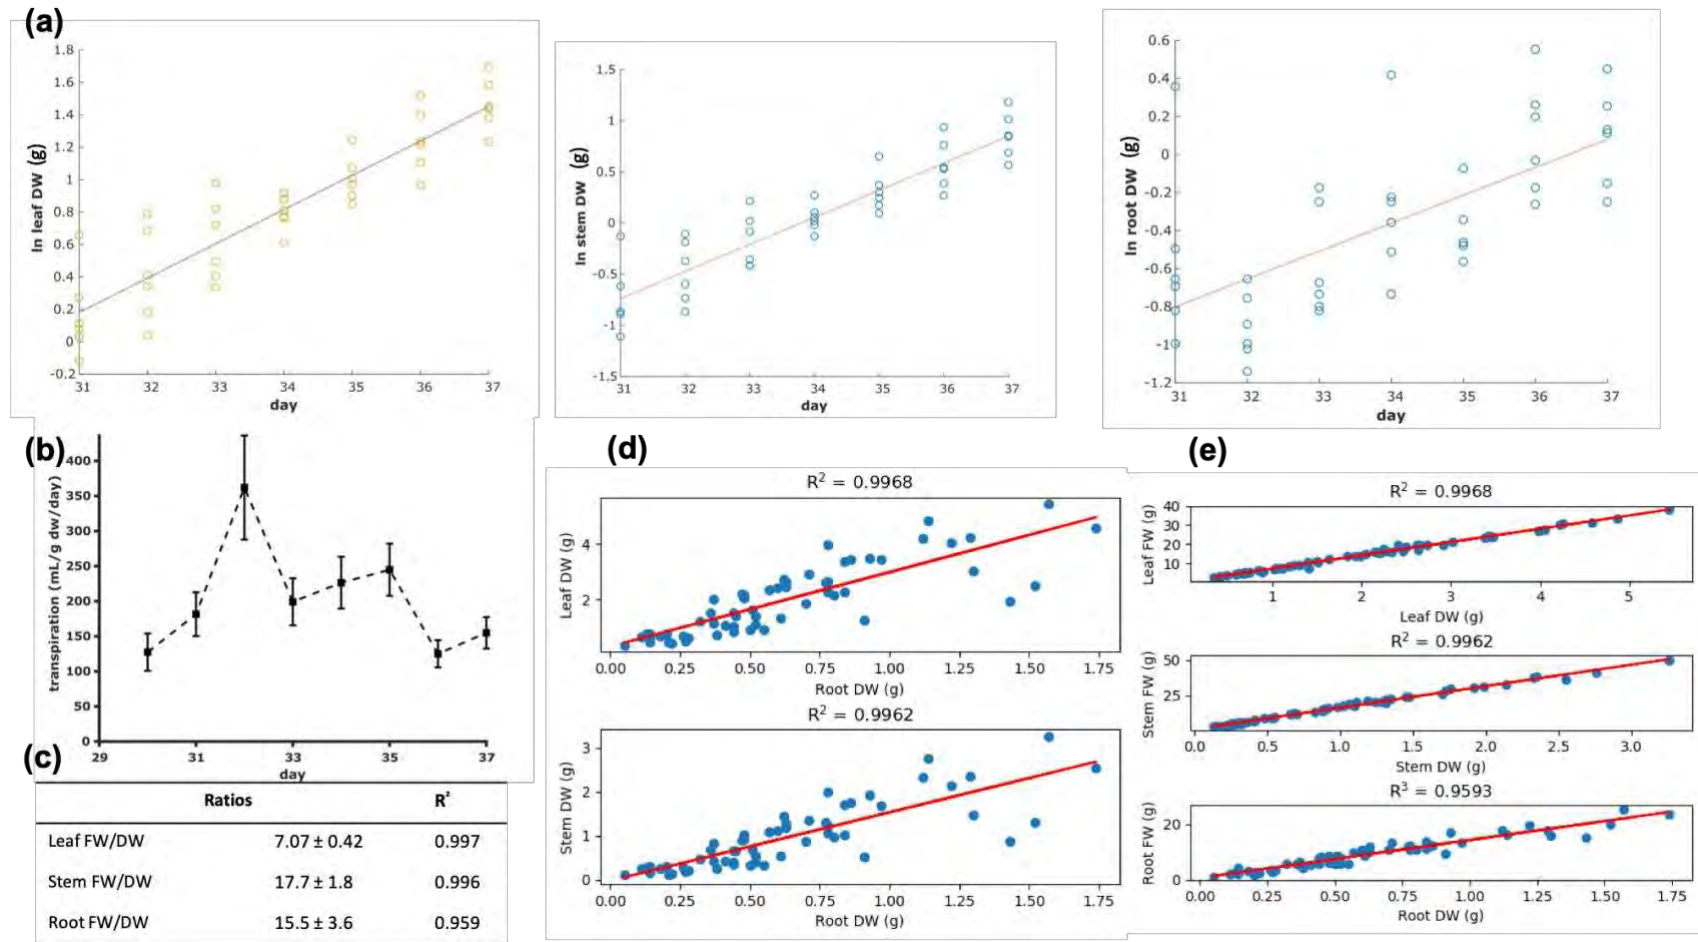 (a)
1.8
1.6
1.4
1.2
1
0.8
0.6
0.4
0.2
0
-0.2
ln leaf DW (g)
31 32 33 34 35 36 37
day
1.5
1
0.5
0
-0.5
-1
-1.5
ln stem DW (g)
31 32 33 34 35 36 37
day
0.6
0.4
0.2
0
-0.2
-0.4
-0.6
-0.8
-1
-1.2
ln root DW (g)
31 32 33 34 35 36 37
day
(b)
400
350
300
250
200
150
100
50
0
transpiration (mL/g dw/day)
29 31 33 35 37
day
(c)
Ratios R²
Leaf FW/DW 7.07 ± 0.42 0.997
Stem FW/DW 17.7 ± 1.8 0.996
Root FW/DW 15.5 ± 3.6 0.959
(d)
R² = 0.9968
4
2
Leaf DW (g)
0.00 0.25 0.50 0.75 1.00 1.25 1.50 1.75
Root DW (g)
R² = 0.9962
3
2
1
0
Stem DW (g)
0.00 0.25 0.50 0.75 1.00 1.25 1.50 1.75
Root DW (g)
(e)
R² = 0.9968
40
30
20
10
Leaf FW (g)
1 2 3 4 5
Leaf DW (g)
R² = 0.9962
50
25
Stem FW (g)
0.0 0.5 1.0 1.5 2.0 2.5 3.0
Stem DW (g)
R³ = 0.9593
20
0
Root FW (g)
0.00 0.25 0.50 0.75 1.00 1.25 1.50 1.75
Root DW (g)